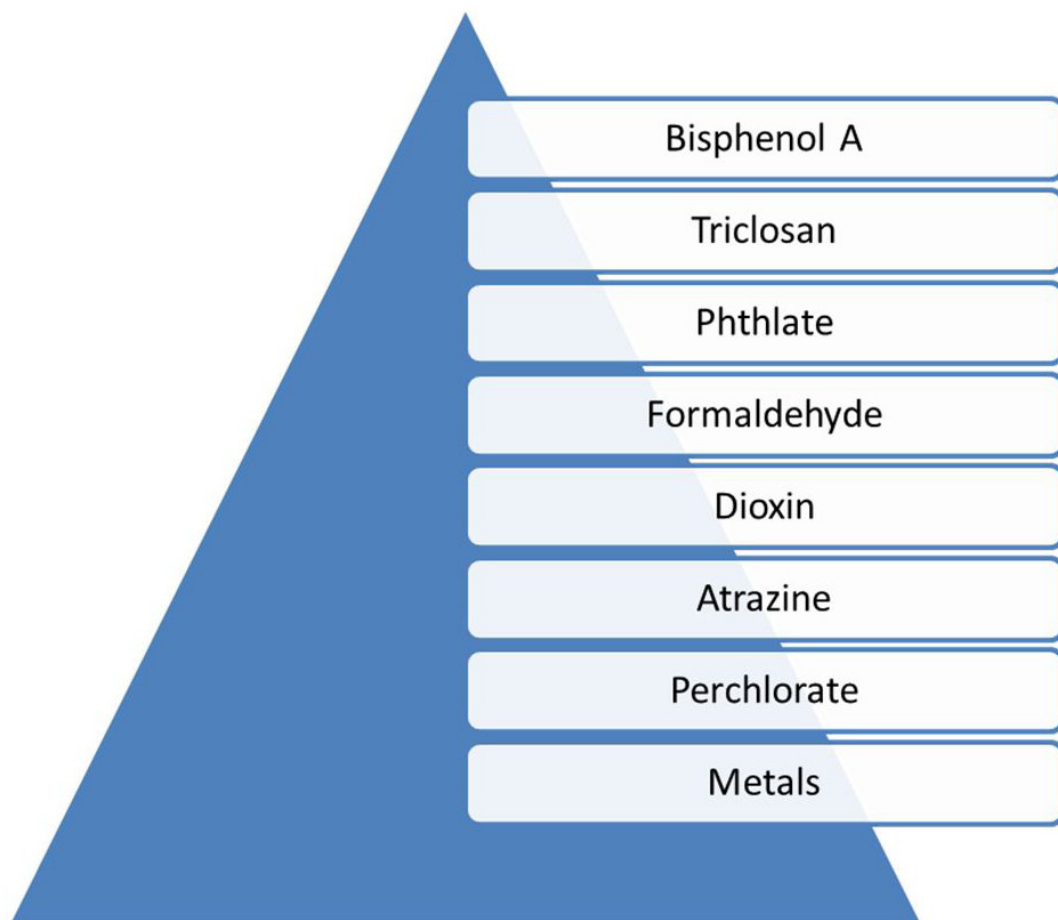 Bisphenol A
Triclosan
Phthlate
Formaldehyde
Dioxin
Atrazine
Perchlorate
Metals